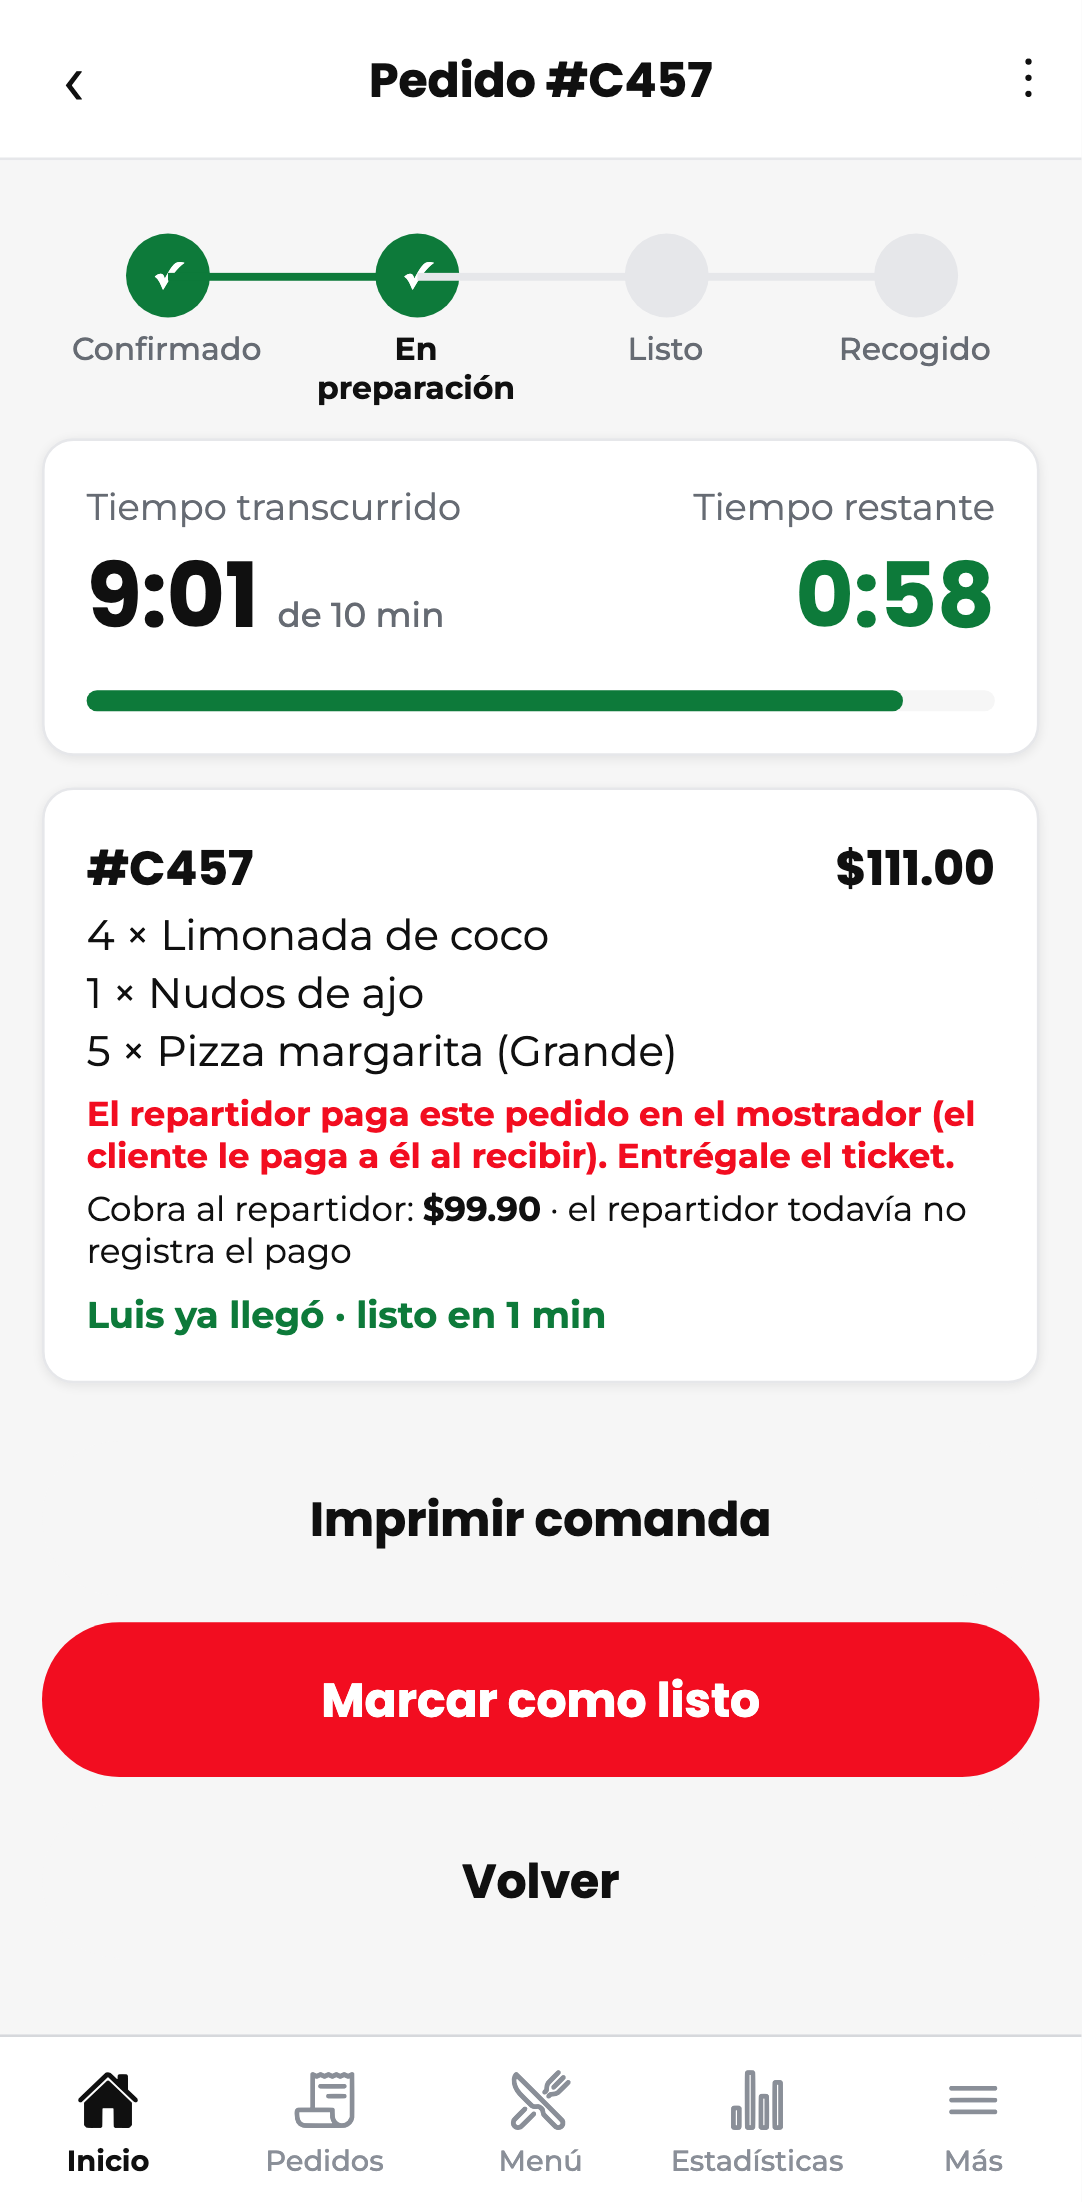 Pedido #C457
Confirmado
En preparación
Listo
Recogido
Tiempo transcurrido
Tiempo restante
9:01 de 10 min
0:58
#C457
$111.00
4 × Limonada de coco
1 × Nudos de ajo
5 × Pizza margarita (Grande)
El repartidor paga este pedido en el mostrador (el
cliente le paga a él al recibir). Entrégale el ticket.
Cobra al repartidor: $99.90 · el repartidor todavía no
registra el pago
Luis ya llegó · listo en 1 min
Imprimir comanda
Marcar como listo
Volver
Inicio
Pedidos
Menú
Estadísticas
Más